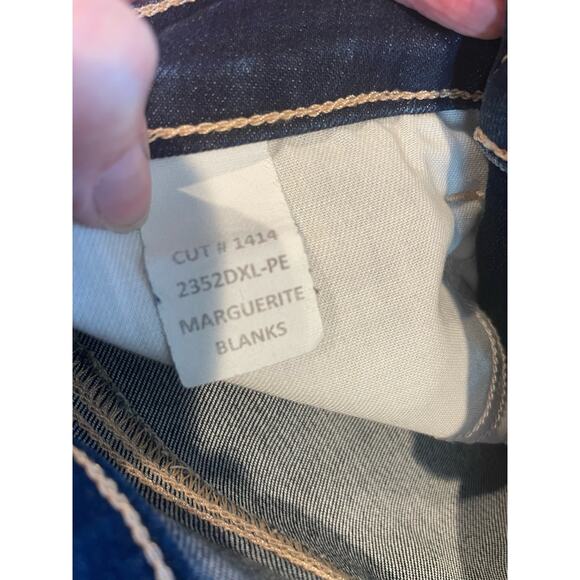 CUT # 1414
2352DXL-PE
MARGUERITE
BLANKS